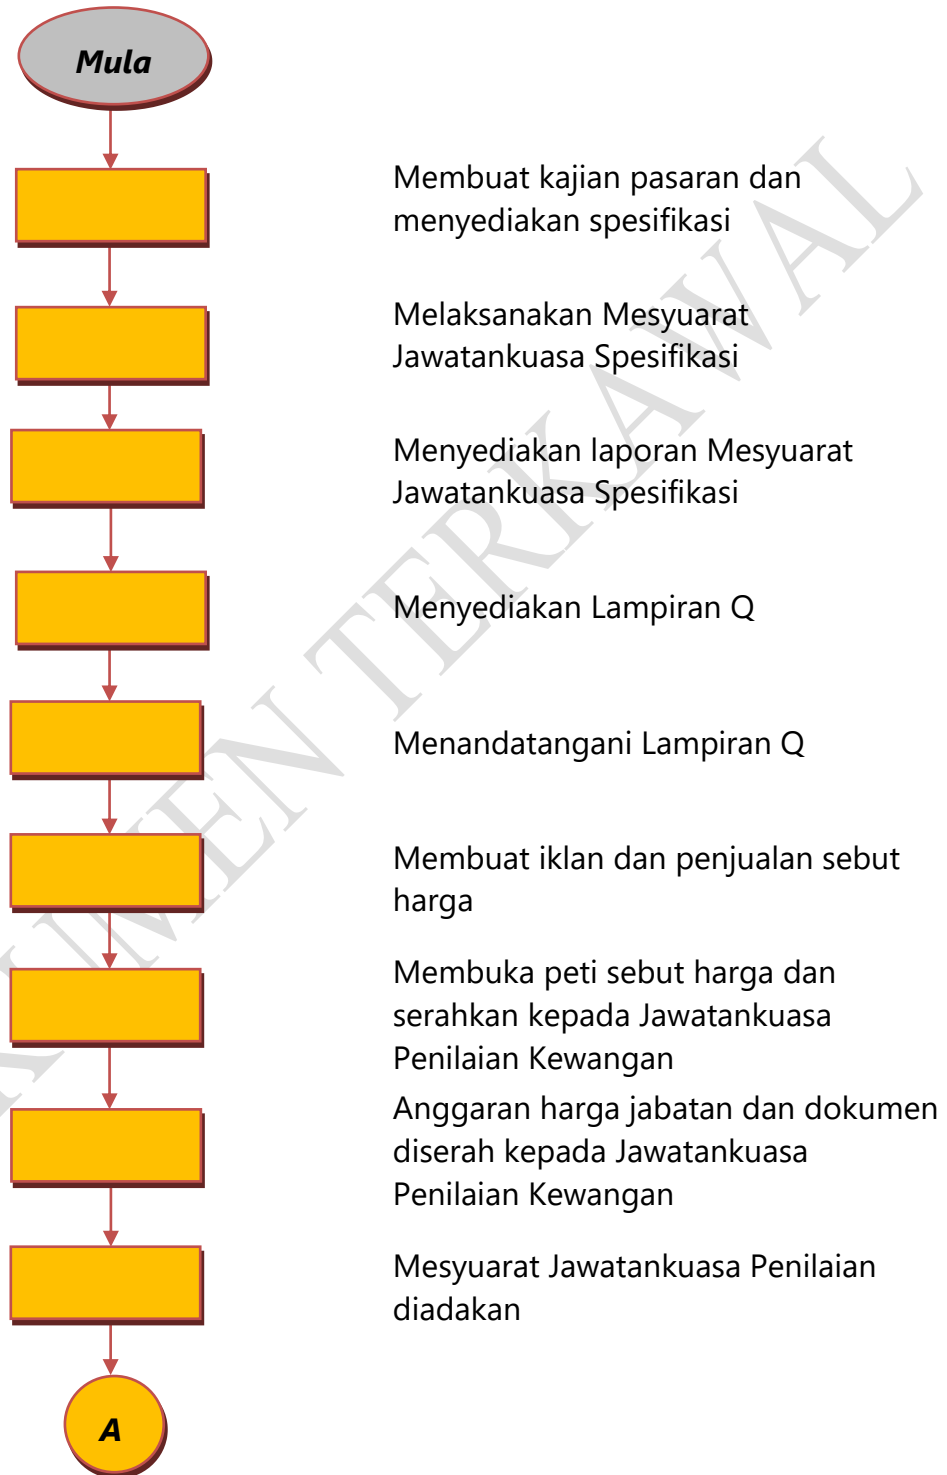 Mula
Membuat kajian pasaran dan
menyediakan spesifikasi
Melaksanakan Mesyuarat
Jawatankuasa Spesifikasi
Menyediakan laporan Mesyuarat
Jawatankuasa Spesifikasi
Menyediakan Lampiran Q
Menandatangani Lampiran Q
Membuat iklan dan penjualan sebut
harga
Membuka peti sebut harga dan
serahkan kepada Jawatankuasa
Penilaian Kewangan
Anggaran harga jabatan dan dokumen
diserah kepada Jawatankuasa
Penilaian Kewangan
Mesyuarat Jawatankuasa Penilaian
diadakan
A
KUMEN TERKAWAL